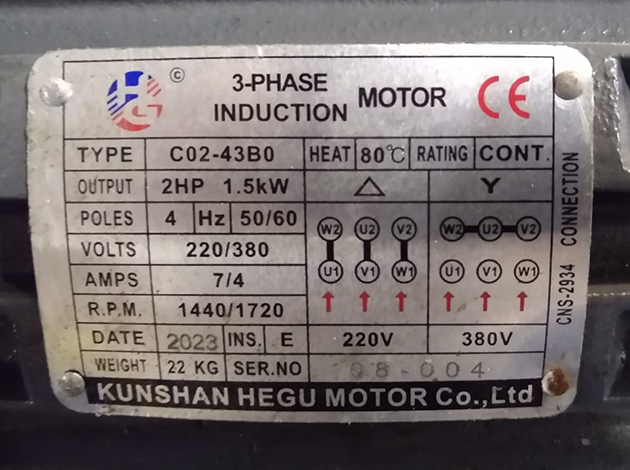 HG ©
3-PHASE INDUCTION MOTOR CE
TYPE C02-43B0 HEAT 80℃ RATING CONT.
OUTPUT 2HP 1.5kW △ Y
POLES 4 Hz 50/60
W2 U2 V2 W2 U2 V2
VOLTS 220/380
U1 V1 W1 U1 V1 W1
AMPS 7/4
R.P.M. 1440/1720
DATE 2023 INS. E 220V 380V
WEIGHT 22 KG SER.NO 08-004
CNS-2934 CONNECTION
KUNSHAN HEGU MOTOR Co.,Ltd